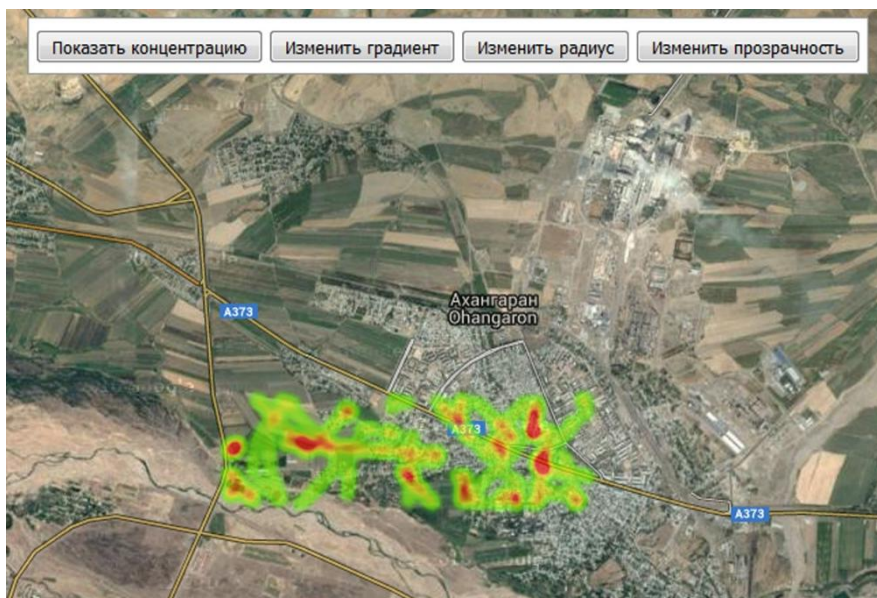 Показать концентрацию
Изменить градиент
Изменить радиус
Изменить прозрачность
A373
Ахангаран
Ohangaron
A373
A373